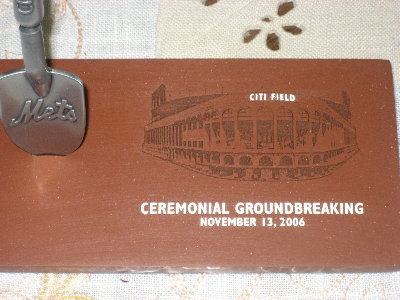 Mets
CITI FIELD
CEREMONIAL GROUNDBREAKING
NOVEMBER 13, 2006